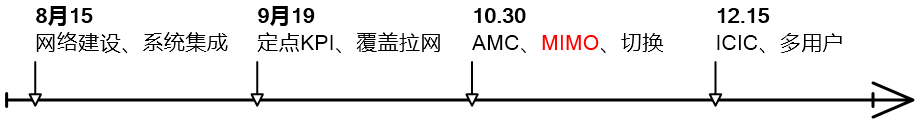 8月15
网络建设、系统集成
9月19
定点KPI、覆盖拉网
10.30
AMC、MIMO、切换
12.15
ICIC、多用户